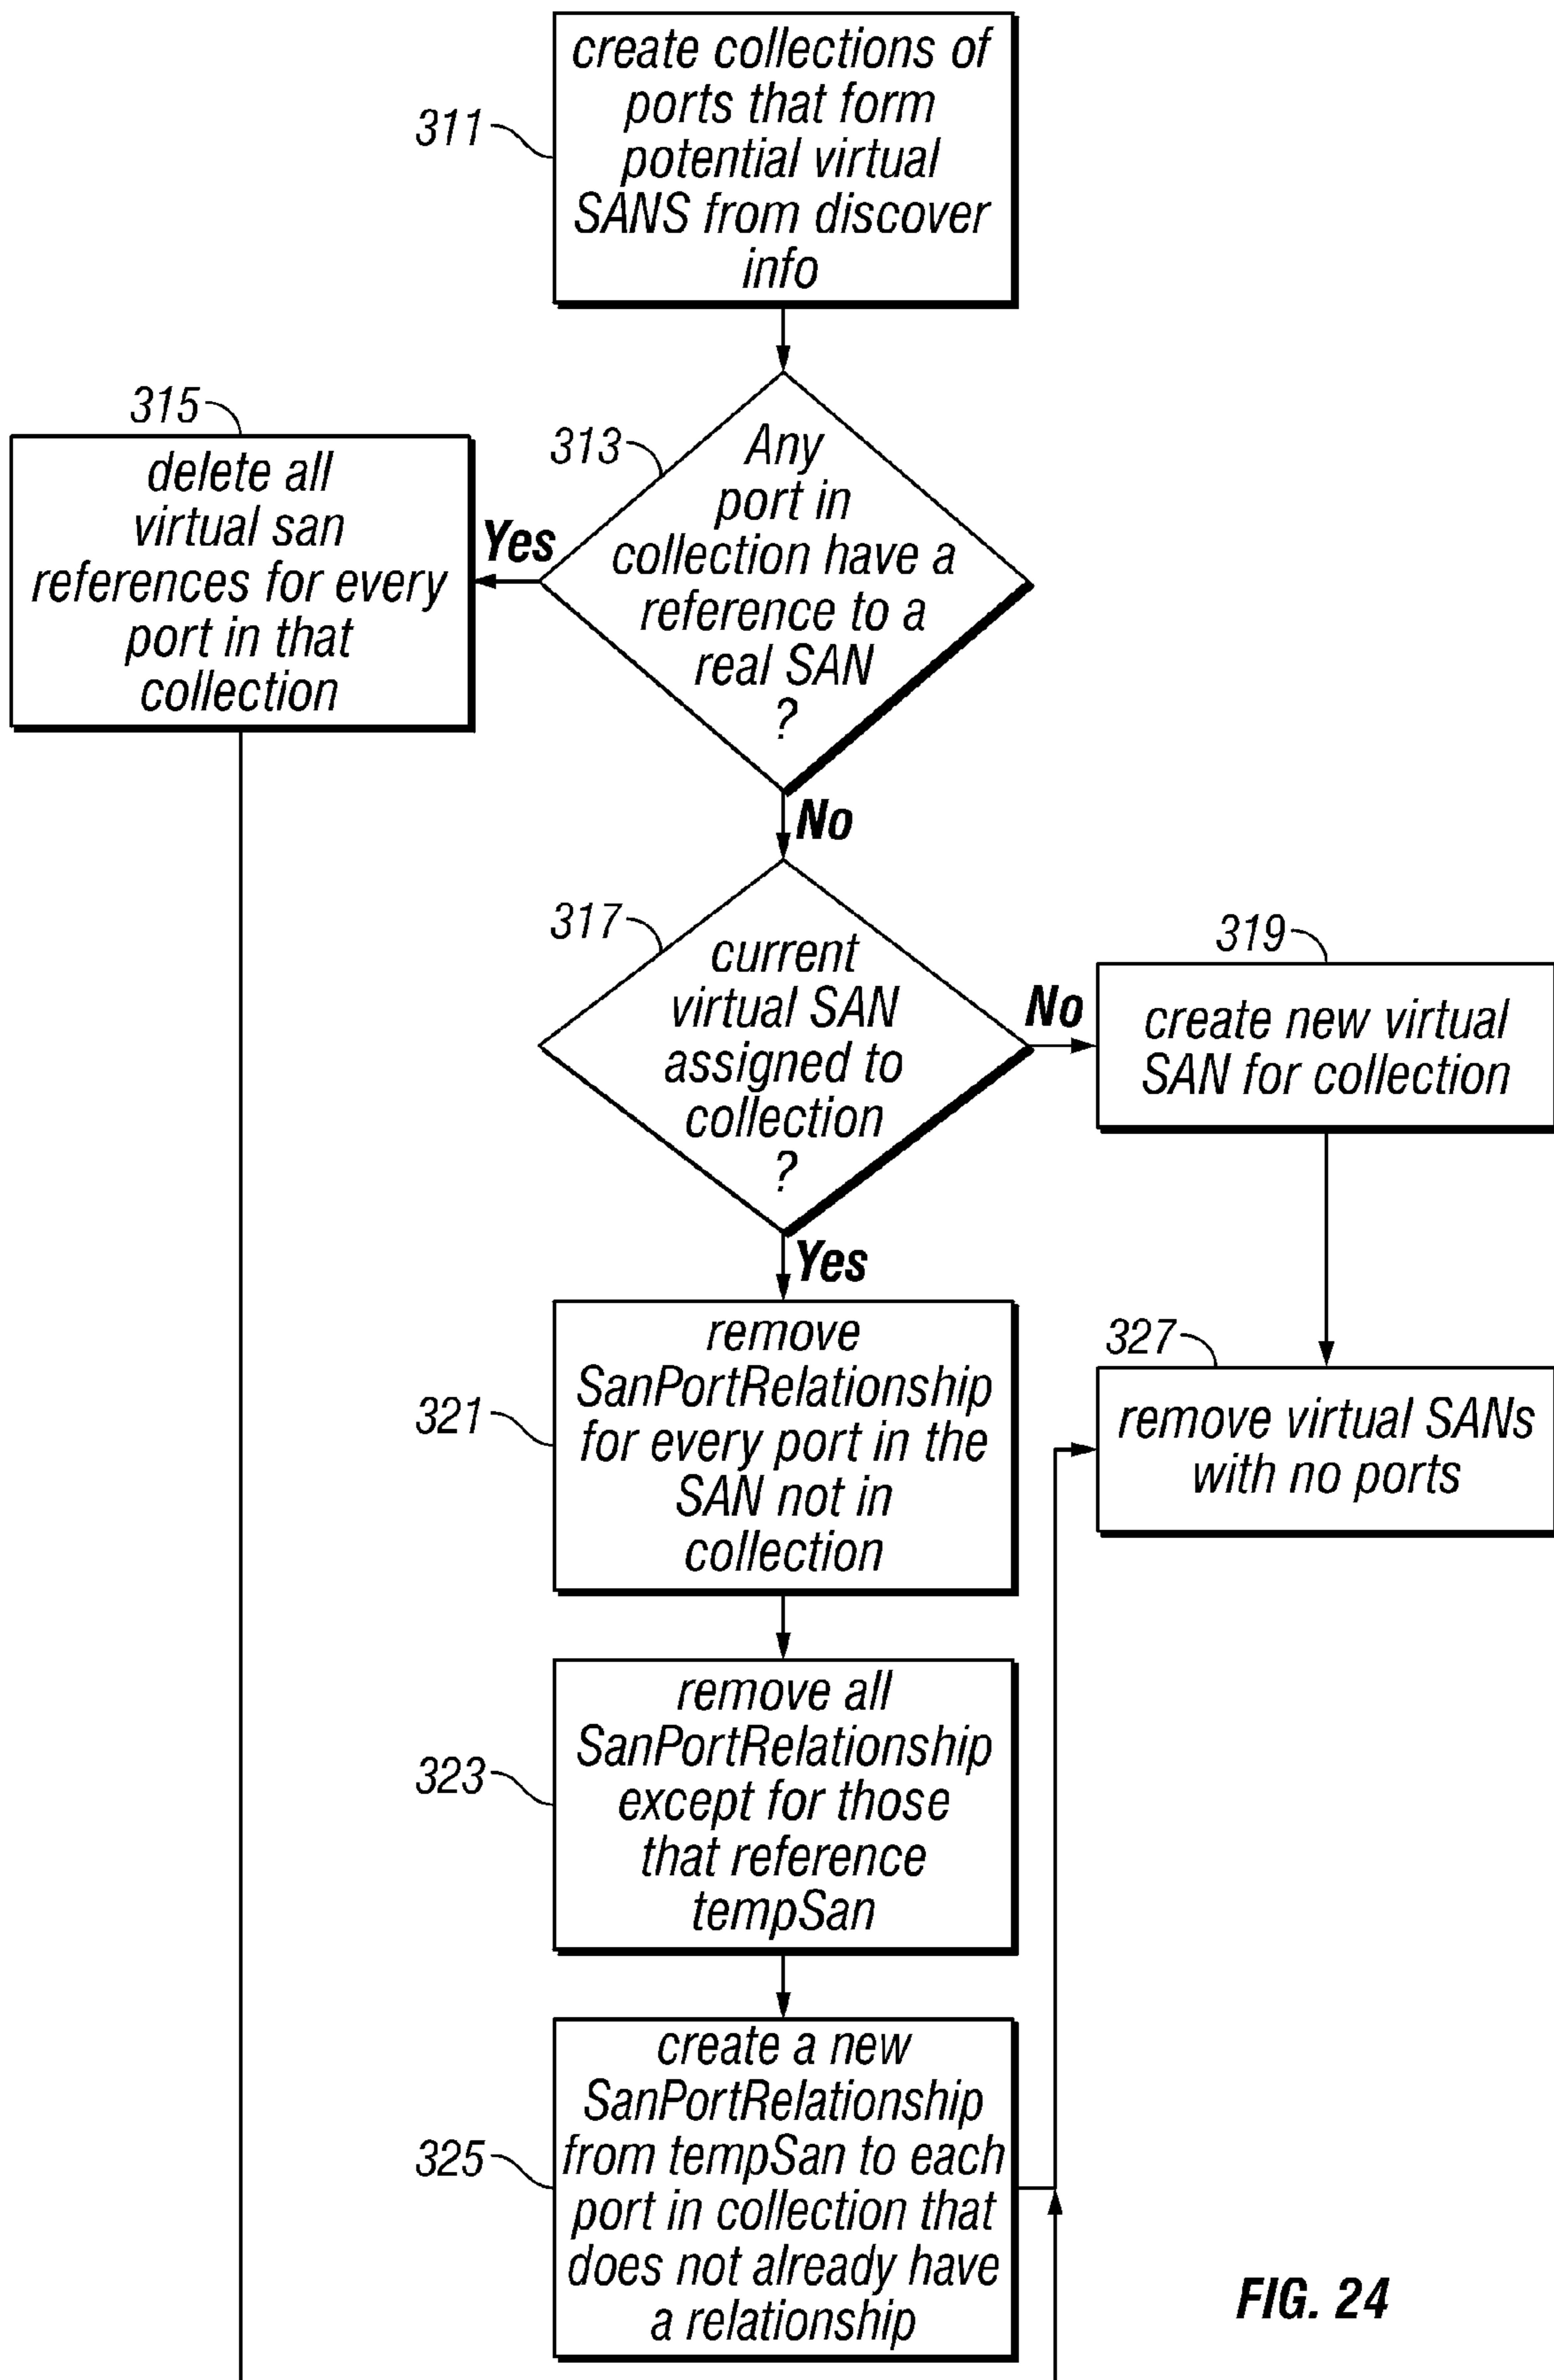 create collections of
ports that form
potential virtual
SANS from discover
info
311
315
delete all
virtual san
references for every
port in that
collection
Yes
313
Any
port in
collection have a
reference to a
real SAN
?
No
317
current
virtual SAN
assigned to
collection
?
No
319
create new virtual
SAN for collection
Yes
321
remove
SanPortRelationship
for every port in the
SAN not in
collection
327
remove virtual SANs
with no ports
323
remove all
SanPortRelationship
except for those
that reference
tempSan
325
create a new
SanPortRelationship
from tempSan to each
port in collection that
does not already have
a relationship
FIG. 24